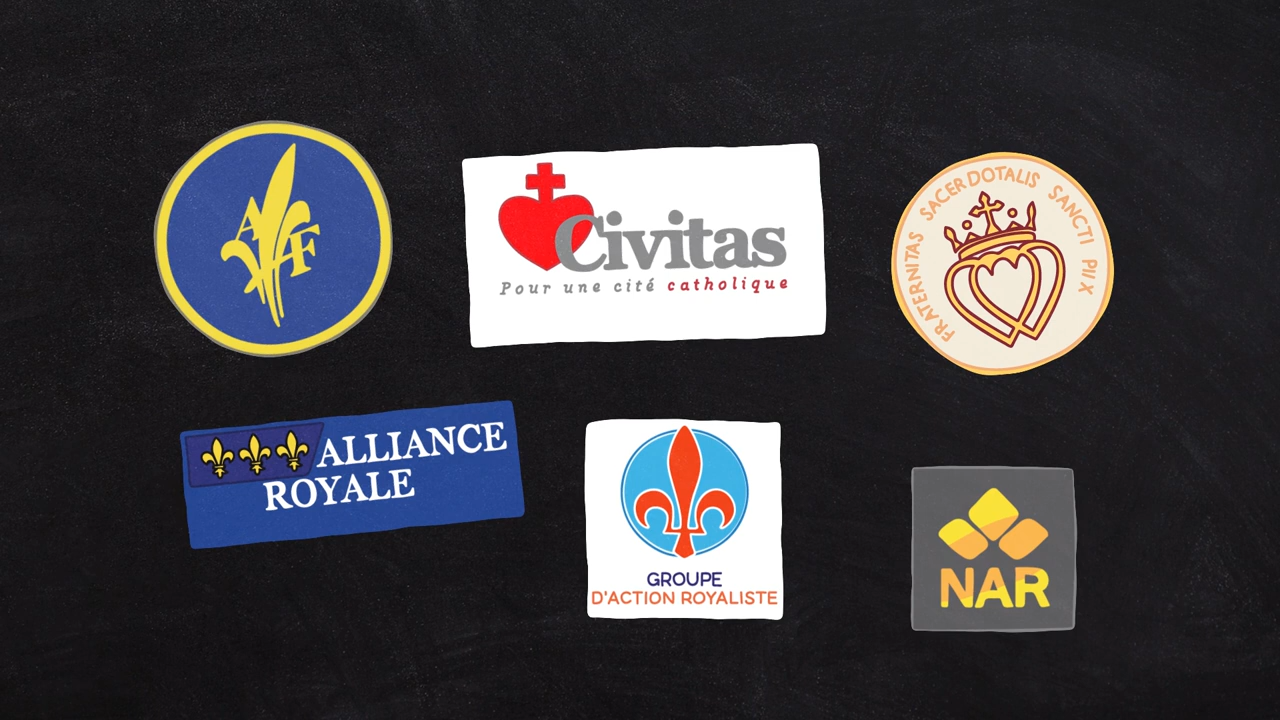 AF
Civitas
Pour une cité catholique
FRATERNITAS SACERDOTALIS SANCTI PII X
ALLIANCE
ROYALE
GROUPE
D'ACTION ROYALISTE
NAR